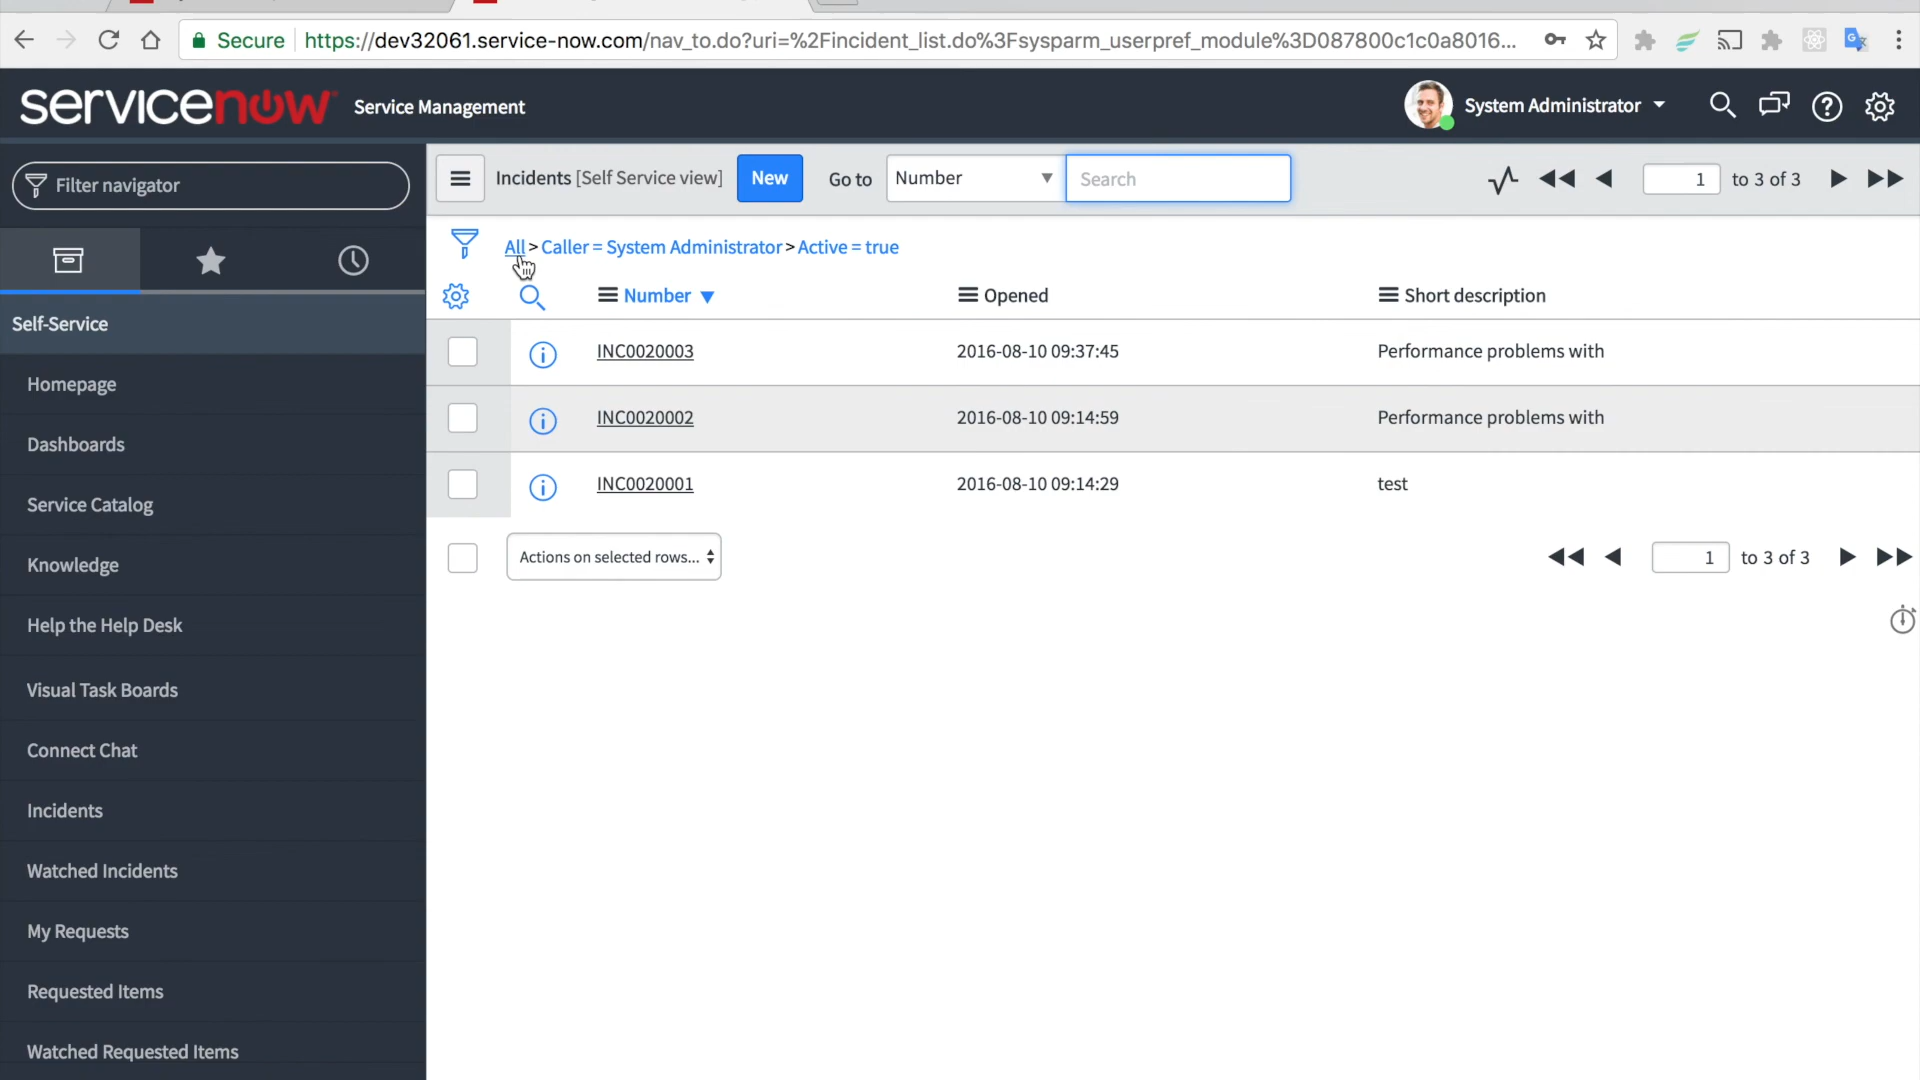 Secure https://dev32061.service-now.com/nav_to.do?uri=%2Fincident_list.do%3Fsysparm_userpref_module%3D087800c1c0a8016...
servicenow Service Management System Administrator
Filter navigator
Incidents [Self Service view] New Go to Number Search 1 to 3 of 3
All > Caller = System Administrator > Active = true
Number Opened Short description
INC0020003 2016-08-10 09:37:45 Performance problems with
INC0020002 2016-08-10 09:14:59 Performance problems with
INC0020001 2016-08-10 09:14:29 test
Actions on selected rows... 1 to 3 of 3
Self-Service
Homepage
Dashboards
Service Catalog
Knowledge
Help the Help Desk
Visual Task Boards
Connect Chat
Incidents
Watched Incidents
My Requests
Requested Items
Watched Requested Items